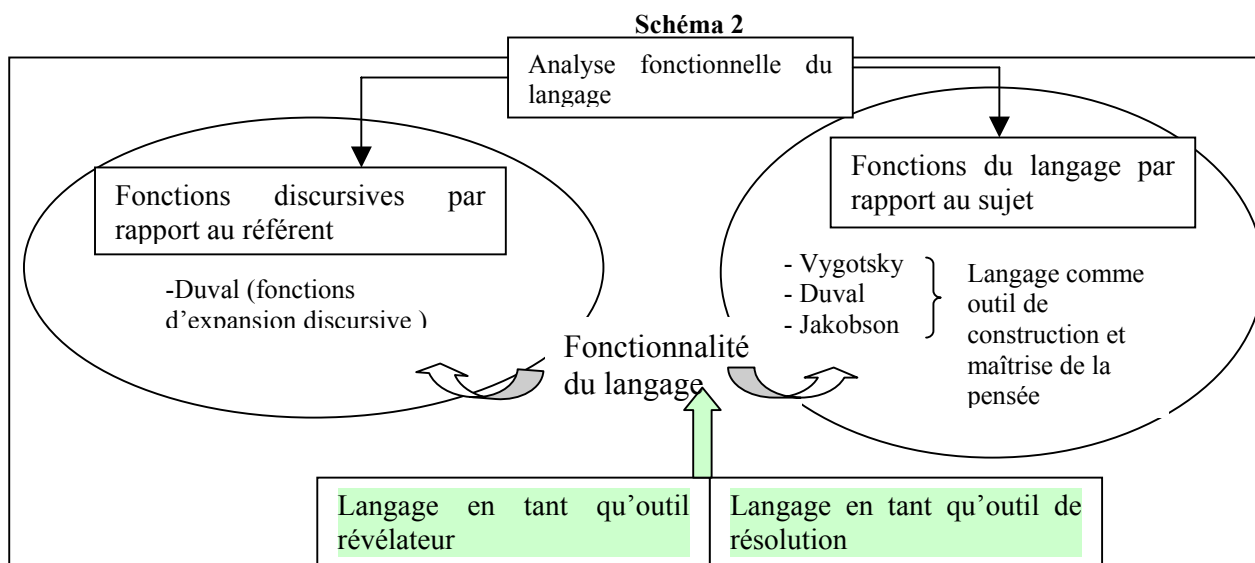 Schéma 2
Analyse fonctionnelle du
langage
Fonctions discursives par
rapport au référent
Fonctions du langage par
rapport au sujet
-Duval (fonctions
d'expansion discursive )
- Vygotsky
- Duval
- Jakobson
Langage comme
outil de
construction et
maîtrise de la
pensée
Fonctionnalité
du langage
Langage en tant qu'outil
révélateur
Langage en tant qu'outil de
résolution